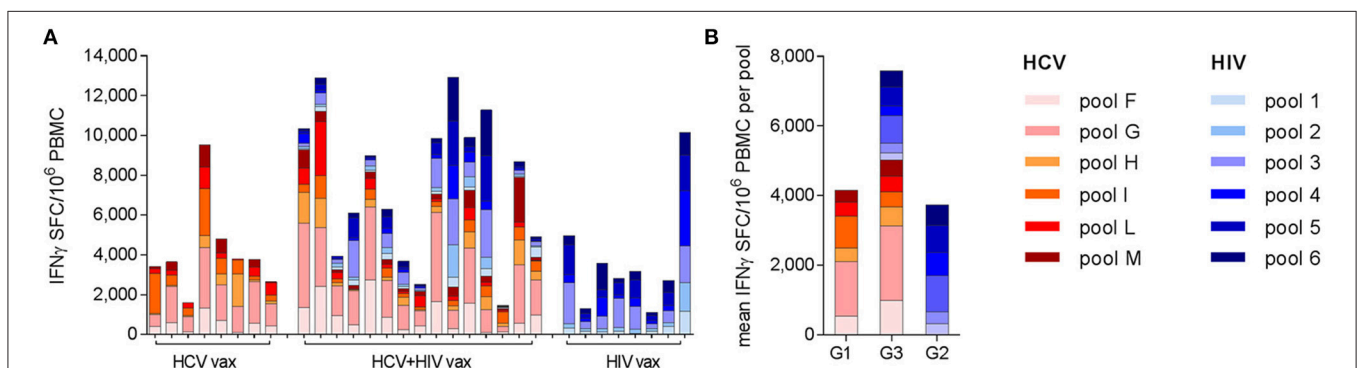 A
IFNγ SFC/10⁶ PBMC
14,000
12,000
10,000
8,000
6,000
4,000
2,000
0
HCV vax
HCV+HIV vax
HIV vax
B
mean IFNγ SFC/10⁶ PBMC per pool
8,000
6,000
4,000
2,000
0
G1
G3
G2
HCV
pool F
pool G
pool H
pool I
pool L
pool M
HIV
pool 1
pool 2
pool 3
pool 4
pool 5
pool 6